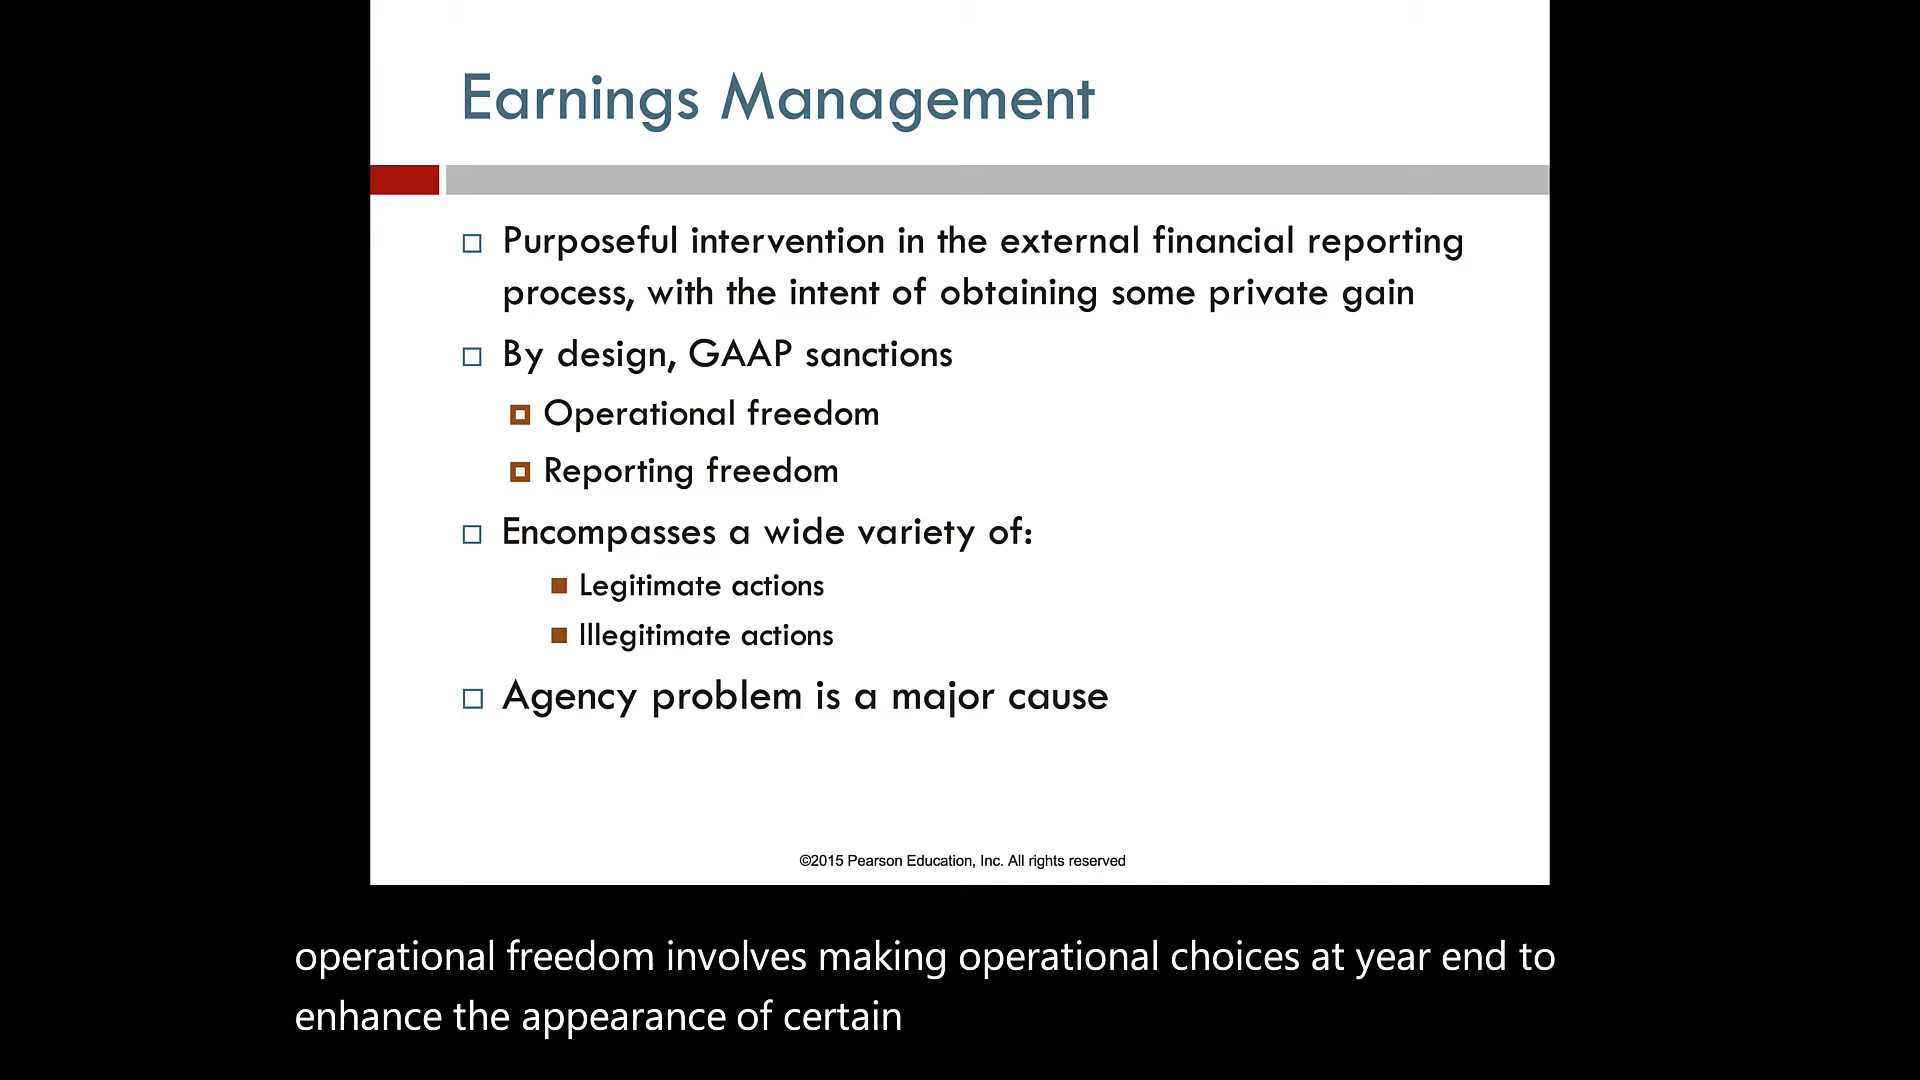 Earnings Management
Purposeful intervention in the external financial reporting
process, with the intent of obtaining some private gain
By design, GAAP sanctions
Operational freedom
Reporting freedom
Encompasses a wide variety of:
Legitimate actions
Illegitimate actions
Agency problem is a major cause
©2015 Pearson Education, Inc. All rights reserved
operational freedom involves making operational choices at year end to
enhance the appearance of certain